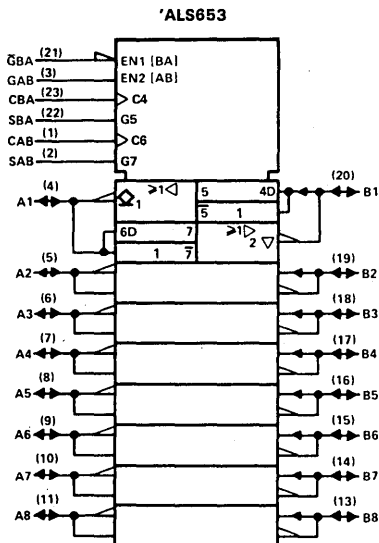 'ALS653
G̅BA (21) EN1 [BA]
GAB (3) EN2 [AB]
CBA (23) C4
SBA (22) G5
CAB (1) C6
SAB (2) G7
A1 (4) 1 ≥1 5 4D (20) B1
5̅ 1
6D 7 ≥1
1 7̅ 2
A2 (5) (19) B2
A3 (6) (18) B3
A4 (7) (17) B4
A5 (8) (16) B5
A6 (9) (15) B6
A7 (10) (14) B7
A8 (11) (13) B8